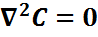 ∇²C = 0